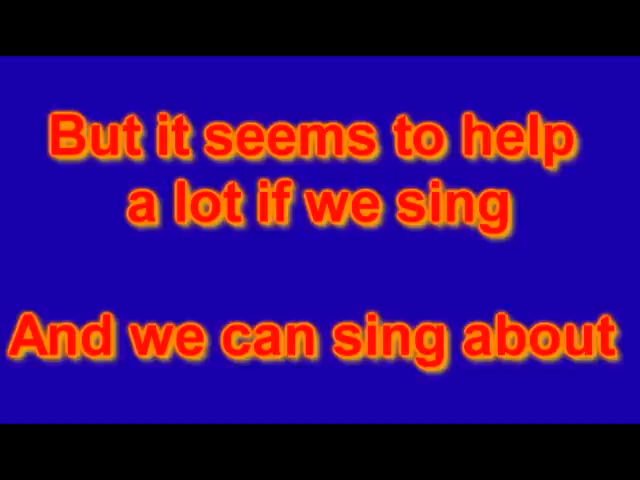 But it seems to help
a lot if we sing
And we can sing about